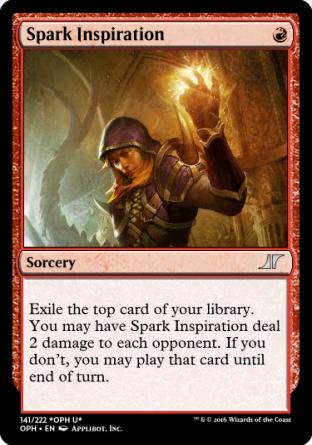 Spark Inspiration
Sorcery
Exile the top card of your library.
You may have Spark Inspiration deal
2 damage to each opponent. If you
don't, you may play that card until
end of turn.
141/222 *OPH U*
OPH • EN APPLIBOT, INC.
™ & © 2016 Wizards of the Coast